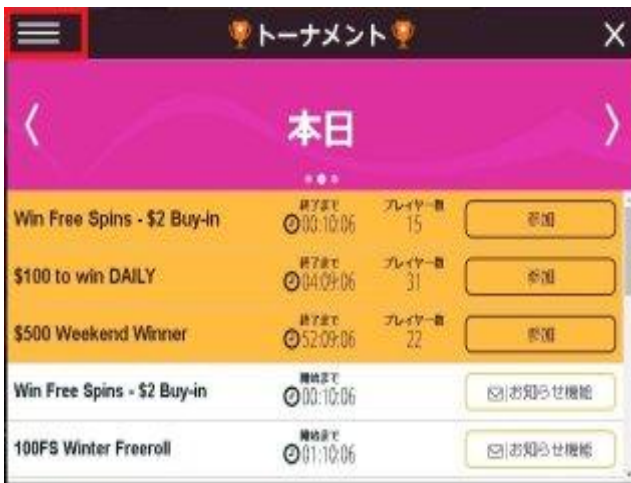 トーナメント
X
本日
Win Free Spins - $2 Buy-in
終了まで
00:10:06
プレイヤー数
15
参加
$100 to win DAILY
終了まで
04:09:06
プレイヤー数
31
参加
$500 Weekend Winner
終了まで
52:09:06
プレイヤー数
22
参加
Win Free Spins - $2 Buy-in
開始まで
00:10:06
お知らせ機能
100FS Winter Freeroll
開始まで
01:10:06
お知らせ機能